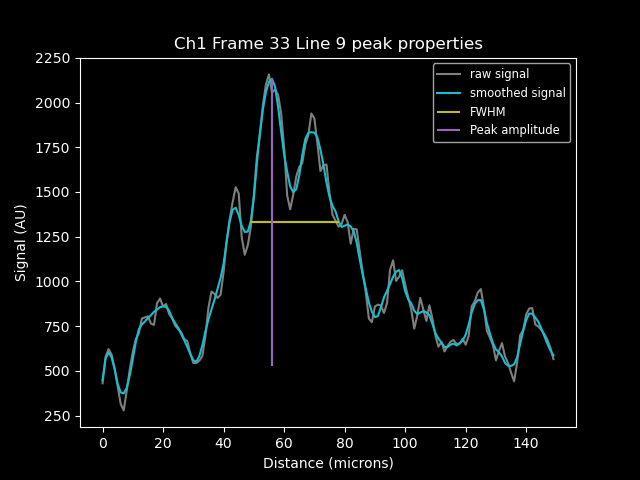 Ch1 Frame 33 Line 9 peak properties
raw signal
smoothed signal
FWHM
Peak amplitude
Signal (AU)
2250
2000
1750
1500
1250
1000
750
500
250
0 20 40 60 80 100 120 140
Distance (microns)